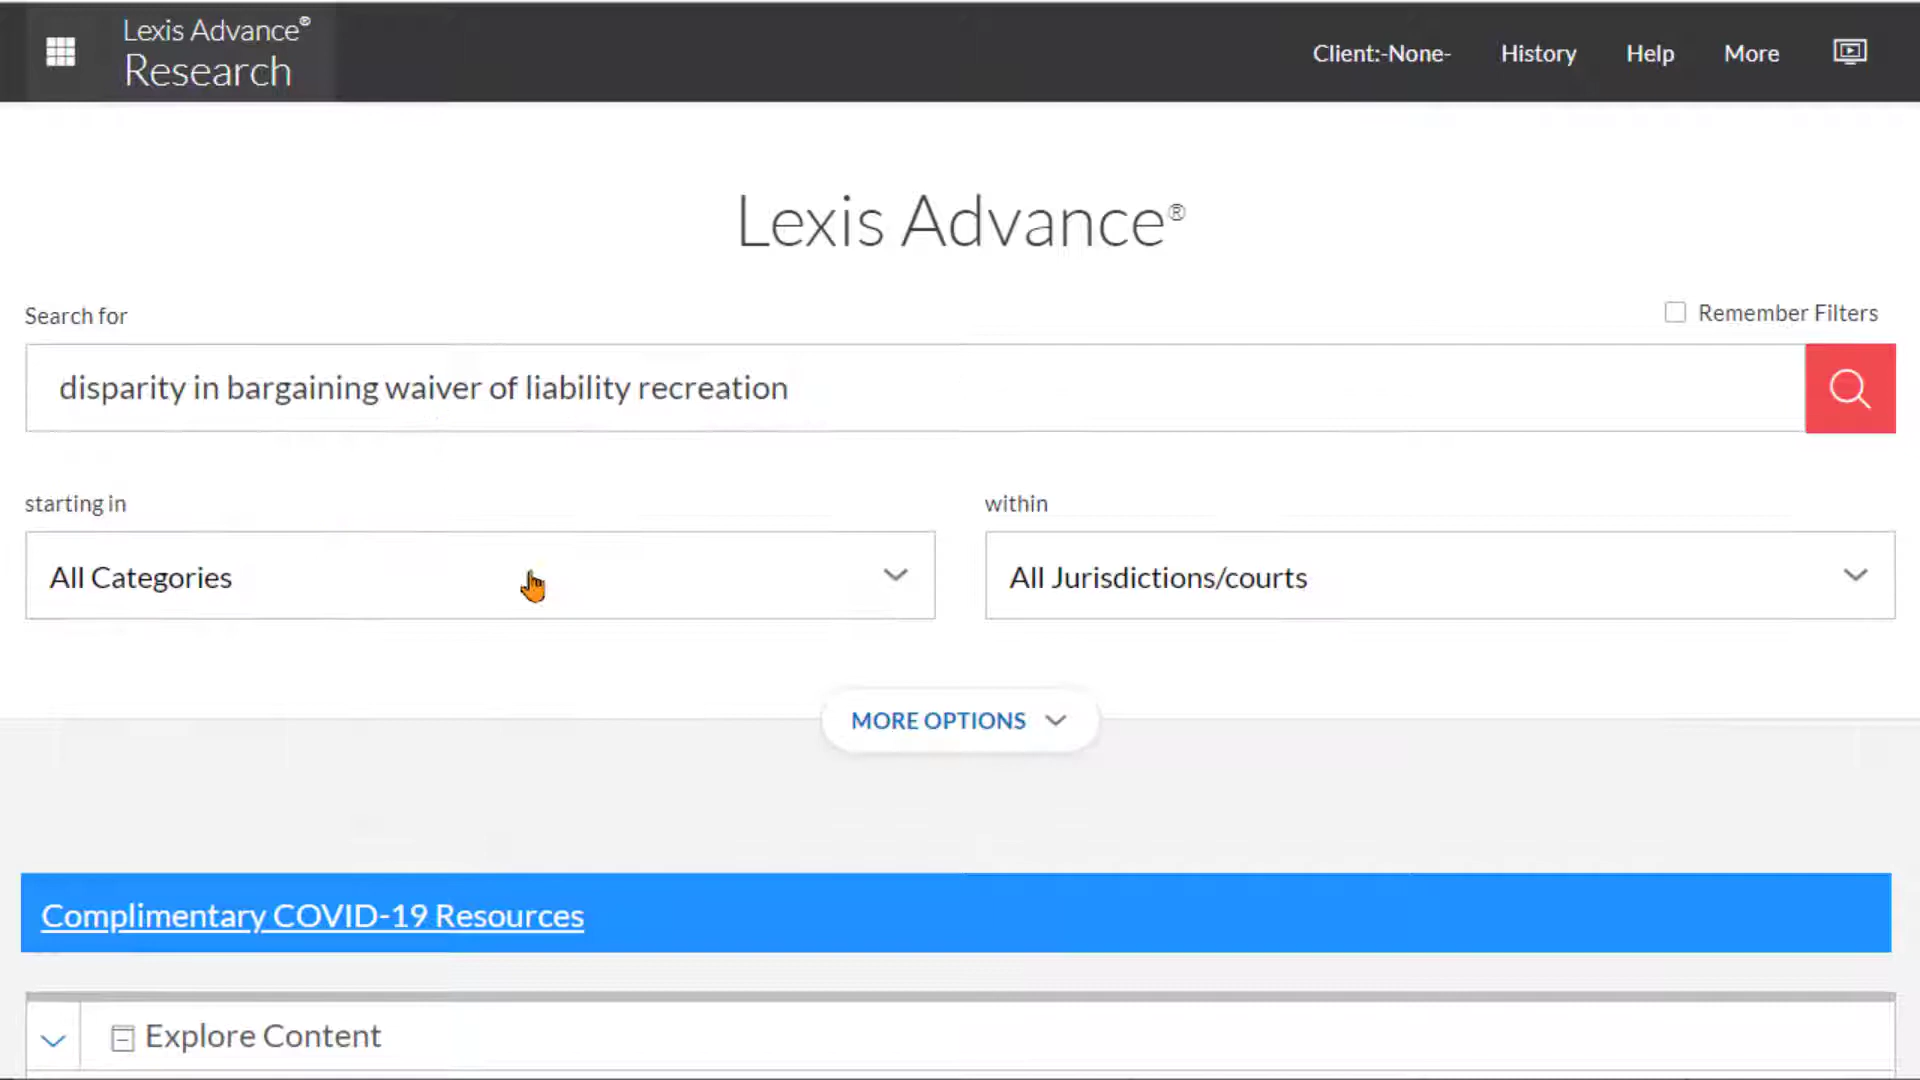 Lexis Advance®
Research
Client:-None-
History
Help
More
Lexis Advance®
Search for
Remember Filters
disparity in bargaining waiver of liability recreation
starting in
within
All Categories
All Jurisdictions/courts
MORE OPTIONS
Complimentary COVID-19 Resources
Explore Content